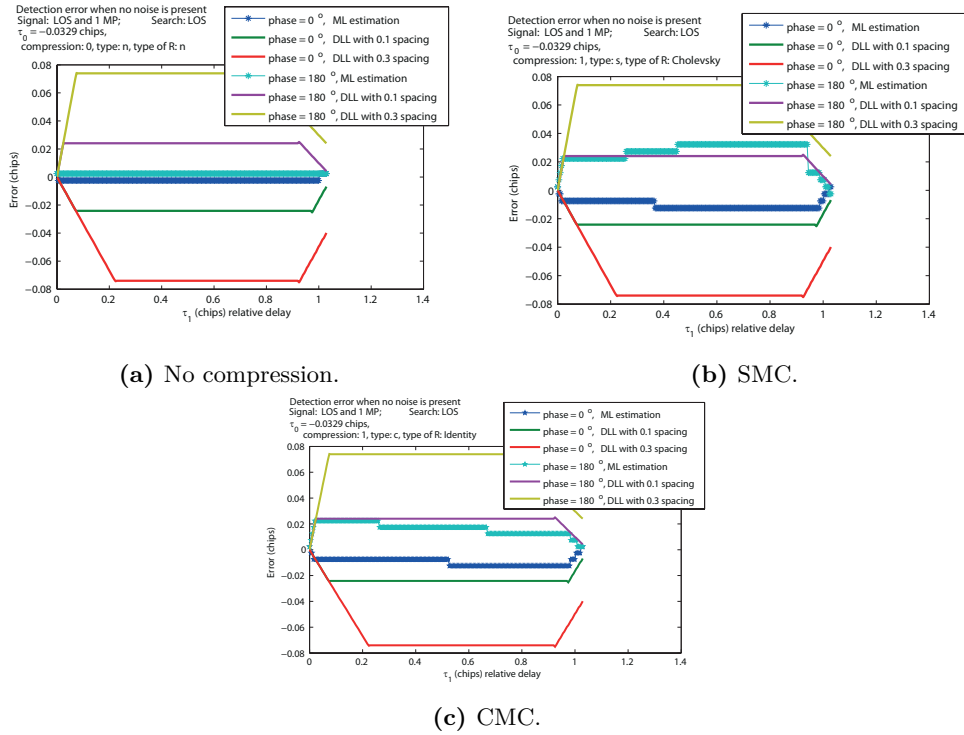 Detection error when no noise is present
Signal: LOS and 1 MP; Search: LOS
τ0 = −0.0329 chips,
compression: 0, type: n, type of R: n
phase = 0 °, ML estimation
phase = 0 °, DLL with 0.1 spacing
phase = 0 °, DLL with 0.3 spacing
phase = 180 °, ML estimation
phase = 180 °, DLL with 0.1 spacing
phase = 180 °, DLL with 0.3 spacing
Error (chips)
0.08
0.06
0.04
0.02
0
−0.02
−0.04
−0.06
−0.08
0 0.2 0.4 0.6 0.8 1 1.2 1.4
τ1 (chips) relative delay
(a) No compression.
Detection error when no noise is present
Signal: LOS and 1 MP; Search: LOS
τ0 = −0.0329 chips,
compression: 1, type: s, type of R: Cholevsky
phase = 0 °, ML estimation
phase = 0 °, DLL with 0.1 spacing
phase = 0 °, DLL with 0.3 spacing
phase = 180 °, ML estimation
phase = 180 °, DLL with 0.1 spacing
phase = 180 °, DLL with 0.3 spacing
Error (chips)
0.08
0.06
0.04
0.02
0
−0.02
−0.04
−0.06
−0.08
0 0.2 0.4 0.6 0.8 1 1.2 1.4
τ1 (chips) relative delay
(b) SMC.
Detection error when no noise is present
Signal: LOS and 1 MP; Search: LOS
τ0 = −0.0329 chips,
compression: 1, type: c, type of R: Identity
phase = 0 °, ML estimation
phase = 0 °, DLL with 0.1 spacing
phase = 0 °, DLL with 0.3 spacing
phase = 180 °, ML estimation
phase = 180 °, DLL with 0.1 spacing
phase = 180 °, DLL with 0.3 spacing
Error (chips)
0.08
0.06
0.04
0.02
0
−0.02
−0.04
−0.06
−0.08
0 0.2 0.4 0.6 0.8 1 1.2 1.4
τ1 (chips) relative delay
(c) CMC.